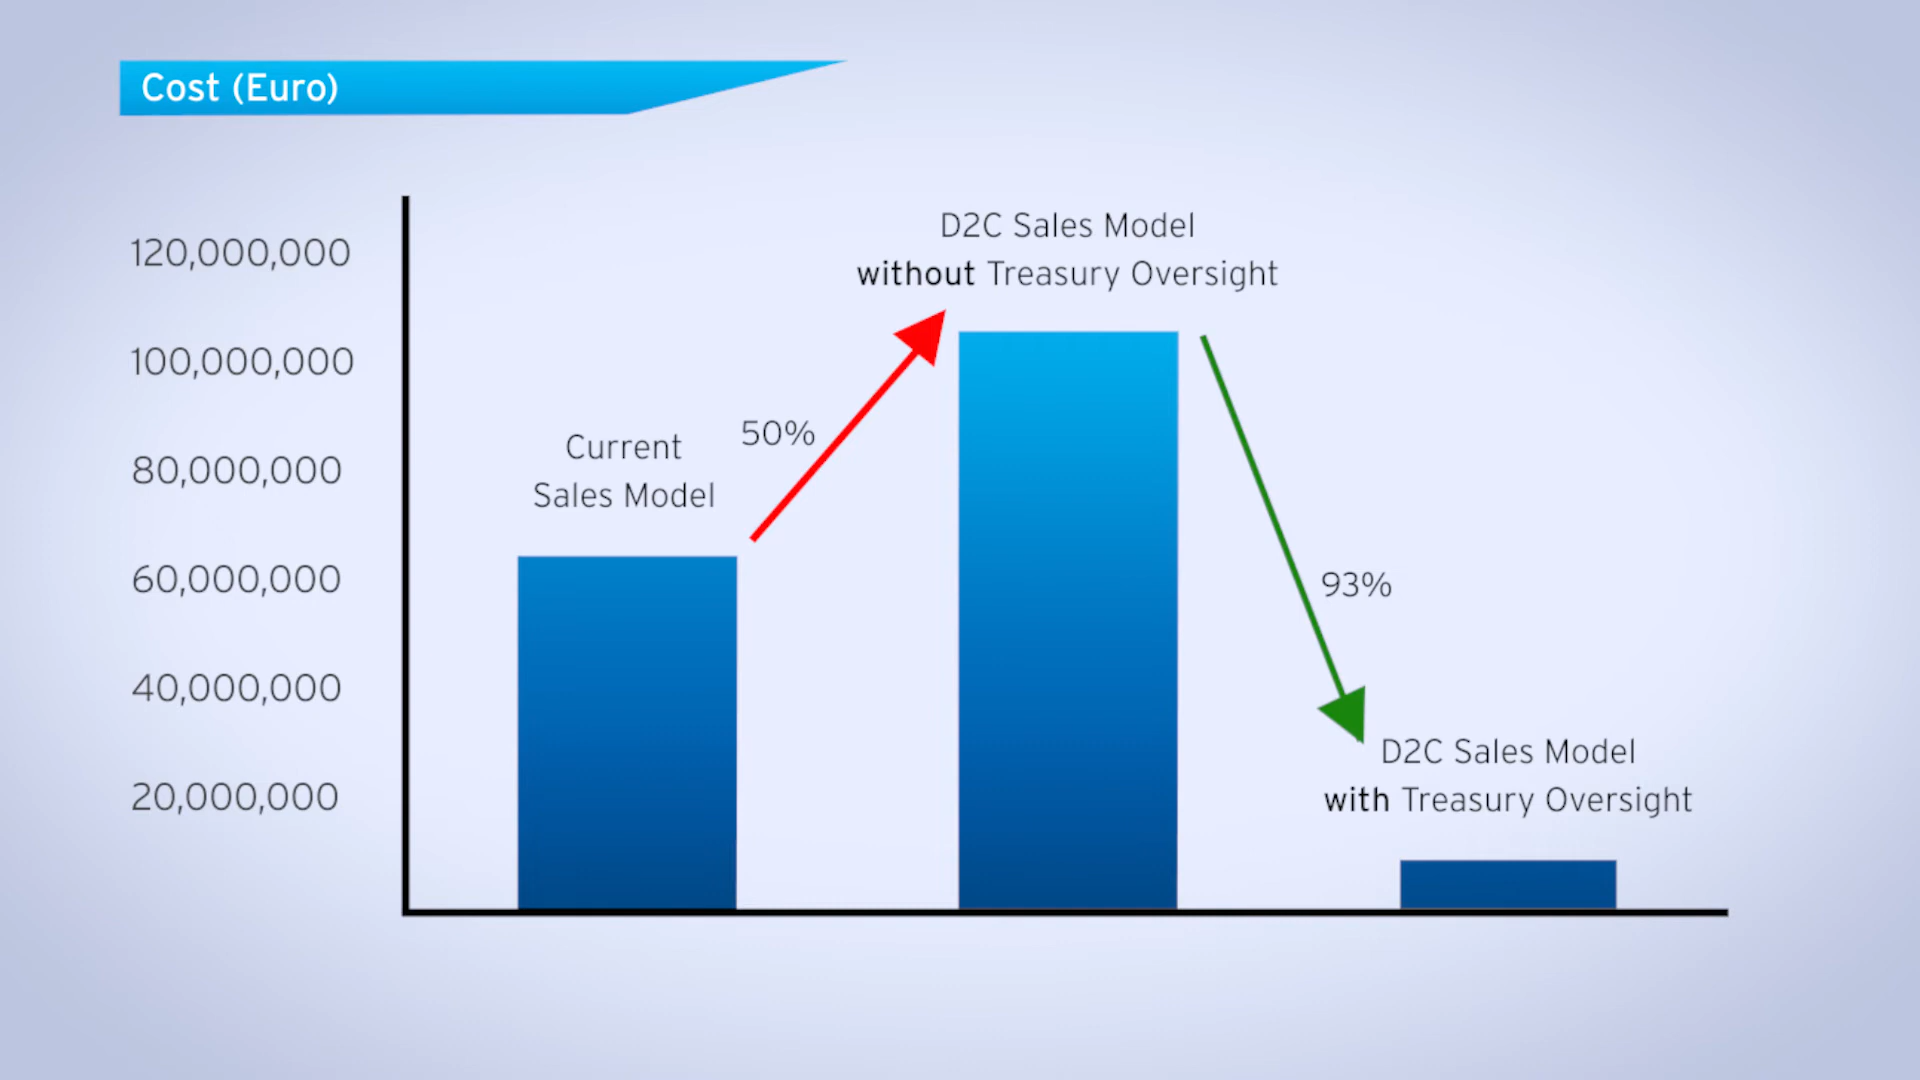 Cost (Euro)
120,000,000
100,000,000
80,000,000
60,000,000
40,000,000
20,000,000
Current
Sales Model
50%
D2C Sales Model
without Treasury Oversight
93%
D2C Sales Model
with Treasury Oversight